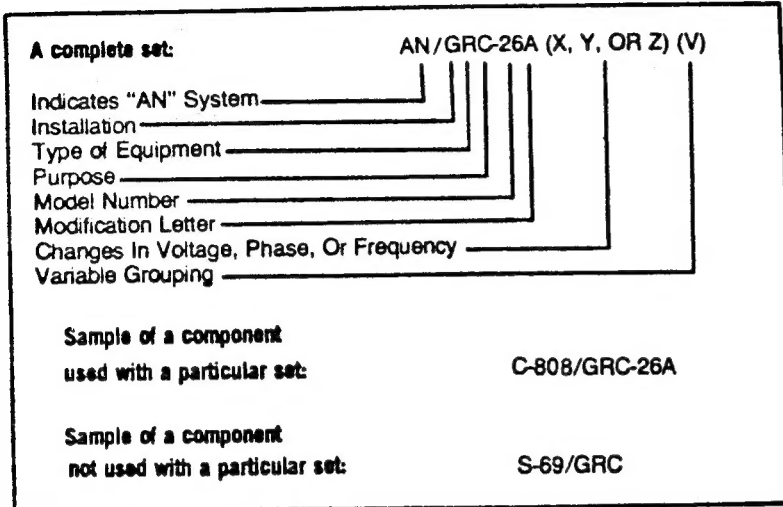 A complete set: AN/GRC-26A (X, Y, OR Z) (V)
Indicates "AN" System
Installation
Type of Equipment
Purpose
Model Number
Modification Letter
Changes In Voltage, Phase, Or Frequency
Variable Grouping
Sample of a component
used with a particular set: C-808/GRC-26A
Sample of a component
not used with a particular set: S-69/GRC